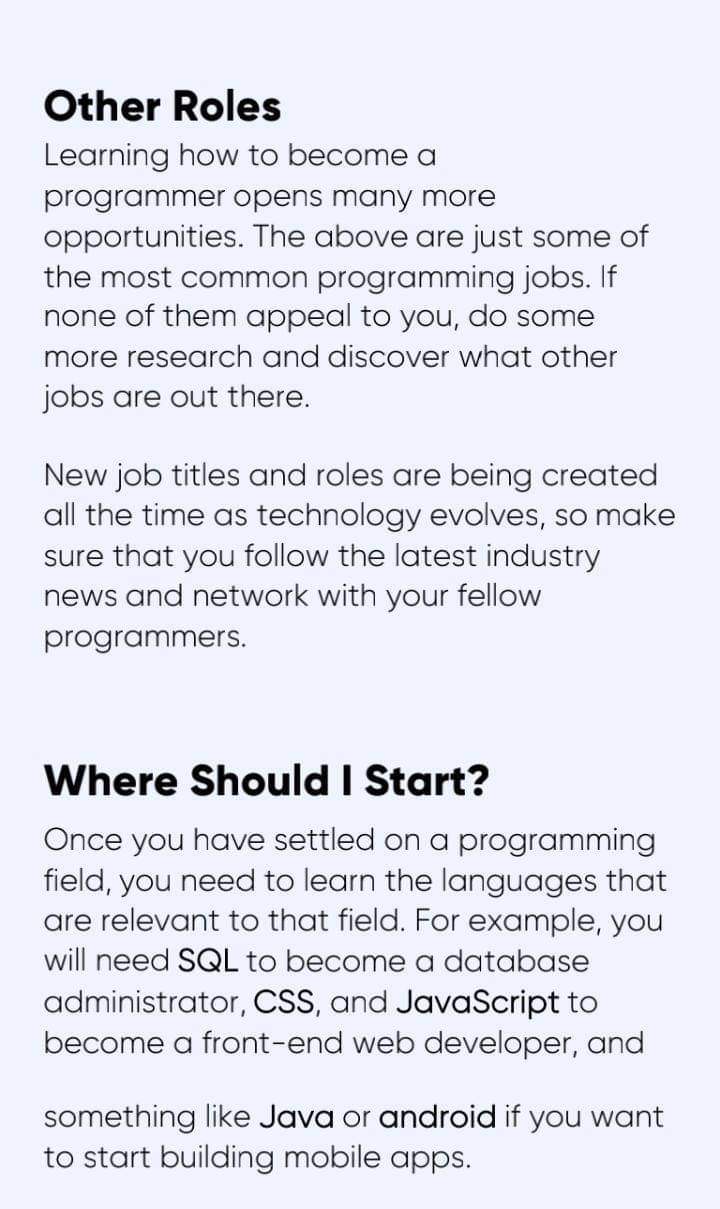 Other Roles
Learning how to become a
programmer opens many more
opportunities. The above are just some of
the most common programming jobs. If
none of them appeal to you, do some
more research and discover what other
jobs are out there.
New job titles and roles are being created
all the time as technology evolves, so make
sure that you follow the latest industry
news and network with your fellow
programmers.
Where Should I Start?
Once you have settled on a programming
field, you need to learn the languages that
are relevant to that field. For example, you
will need SQL to become a database
administrator, CSS, and JavaScript to
become a front-end web developer, and
something like Java or android if you want
to start building mobile apps.